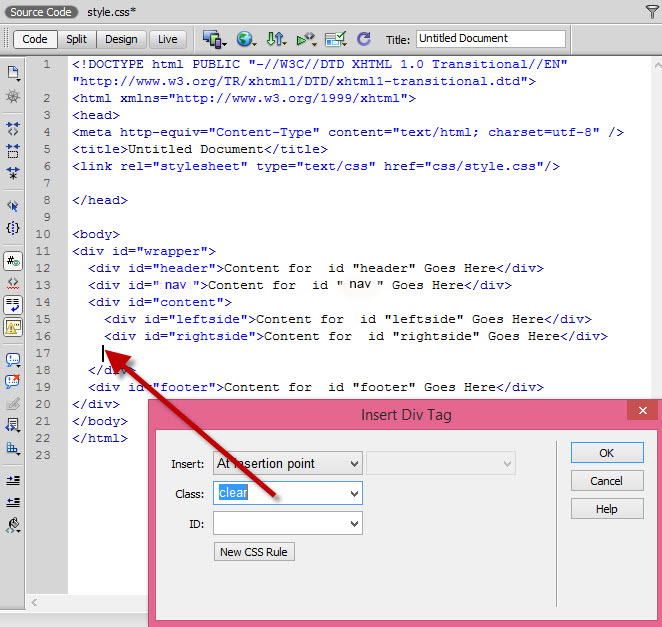 Source Code style.css*
Code Split Design Live Title: Untitled Document
1 <!DOCTYPE html PUBLIC "-//W3C//DTD XHTML 1.0 Transitional//EN"
"http://www.w3.org/TR/xhtml1/DTD/xhtml1-transitional.dtd">
2 <html xmlns="http://www.w3.org/1999/xhtml">
3 <head>
4 <meta http-equiv="Content-Type" content="text/html; charset=utf-8" />
5 <title>Untitled Document</title>
6 <link rel="stylesheet" type="text/css" href="css/style.css"/>
7
8 </head>
9
10 <body>
11 <div id="wrapper">
12 <div id="header">Content for  id "header" Goes Here</div>
13 <div id=" nav ">Content for  id " nav " Goes Here</div>
14 <div id="content">
15 <div id="leftside">Content for  id "leftside" Goes Here</div>
16 <div id="rightside">Content for  id "rightside" Goes Here</div>
17
18 </div>
19 <div id="footer">Content for  id "footer" Goes Here</div>
20 </div>
21 </body>
22 </html>
23
Insert Div Tag
Insert: At insertion point
OK
Class: clear
Cancel
ID:
Help
New CSS Rule